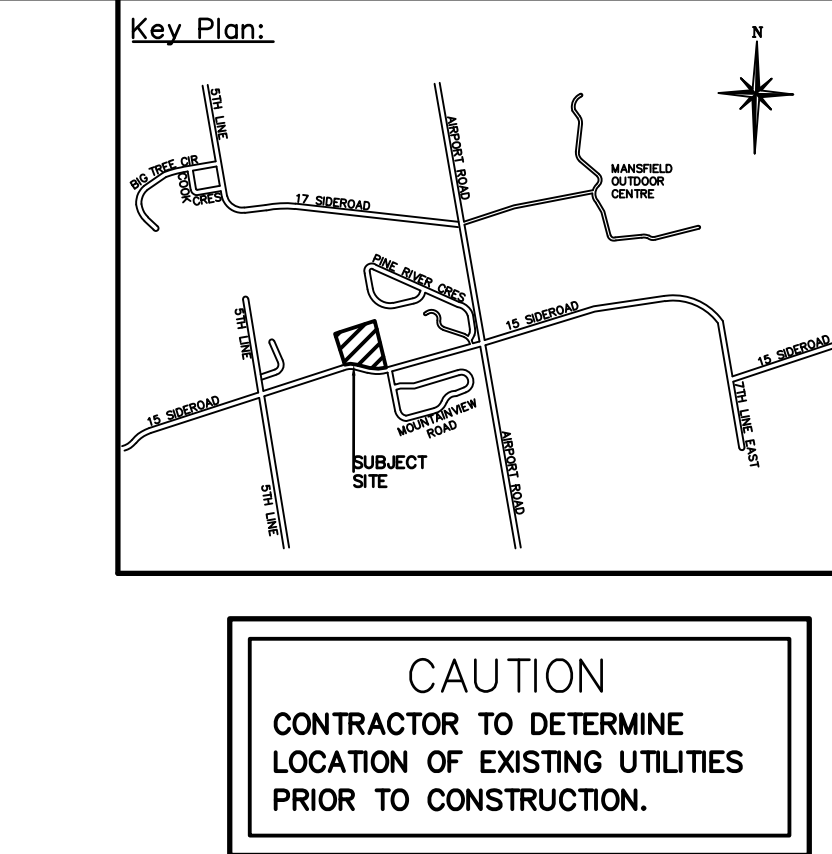 Key Plan:
N
5TH LINE
AIRPORT ROAD
BIG TREE CIR
COOK
CRES
17 SIDEROAD
MANSFIELD
OUTDOOR
CENTRE
PINE RIVER CRES
5TH LINE
15 SIDEROAD
15 SIDEROAD
15 SIDEROAD
MOUNTAINVIEW
ROAD
7TH LINE EAST
SUBJECT
SITE
AIRPORT ROAD
5TH LINE
CAUTION
CONTRACTOR TO DETERMINE
LOCATION OF EXISTING UTILITIES
PRIOR TO CONSTRUCTION.